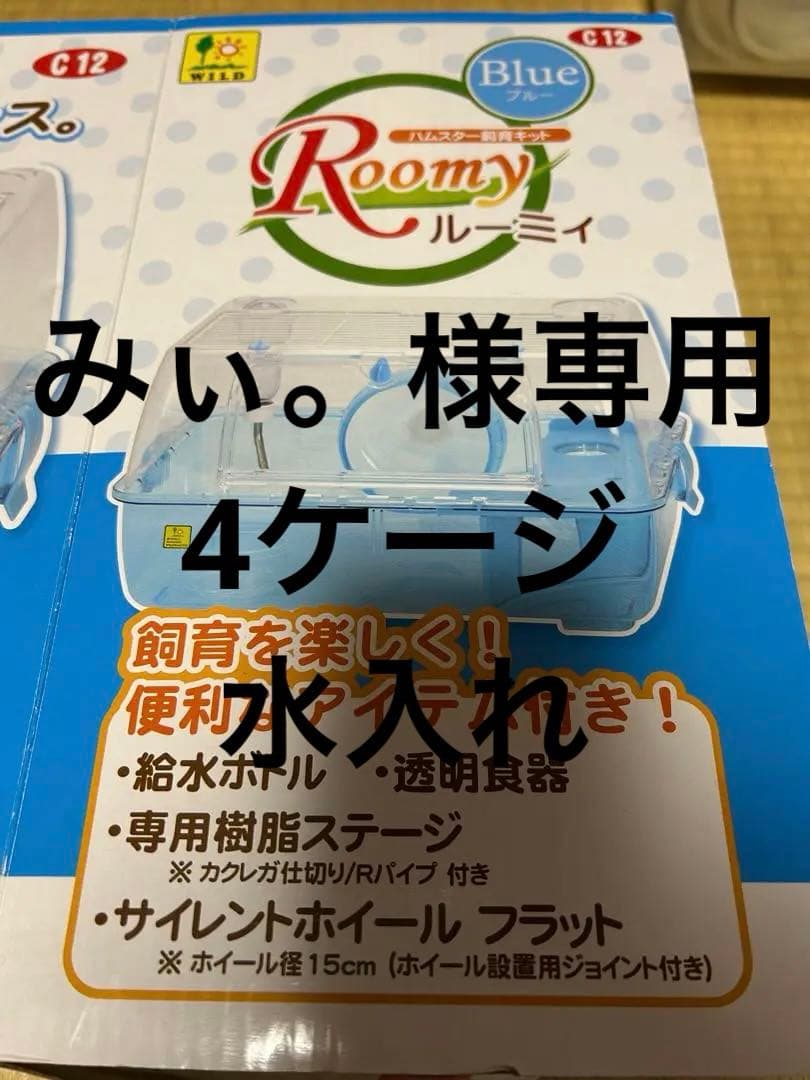 C12
ス。
WILD
C12
Blue
ブルー
ハムスター飼育キット
Roomy
ルーミィ
みぃ。様専用
4ケージ
水入れ
飼育を楽しく!
便利なアイテム付き!
・給水ボトル ・透明食器
・専用樹脂ステージ
※ カクレガ仕切り/Rパイプ 付き
・サイレントホイール フラット
※ ホイール径15cm (ホイール設置用ジョイント付き)